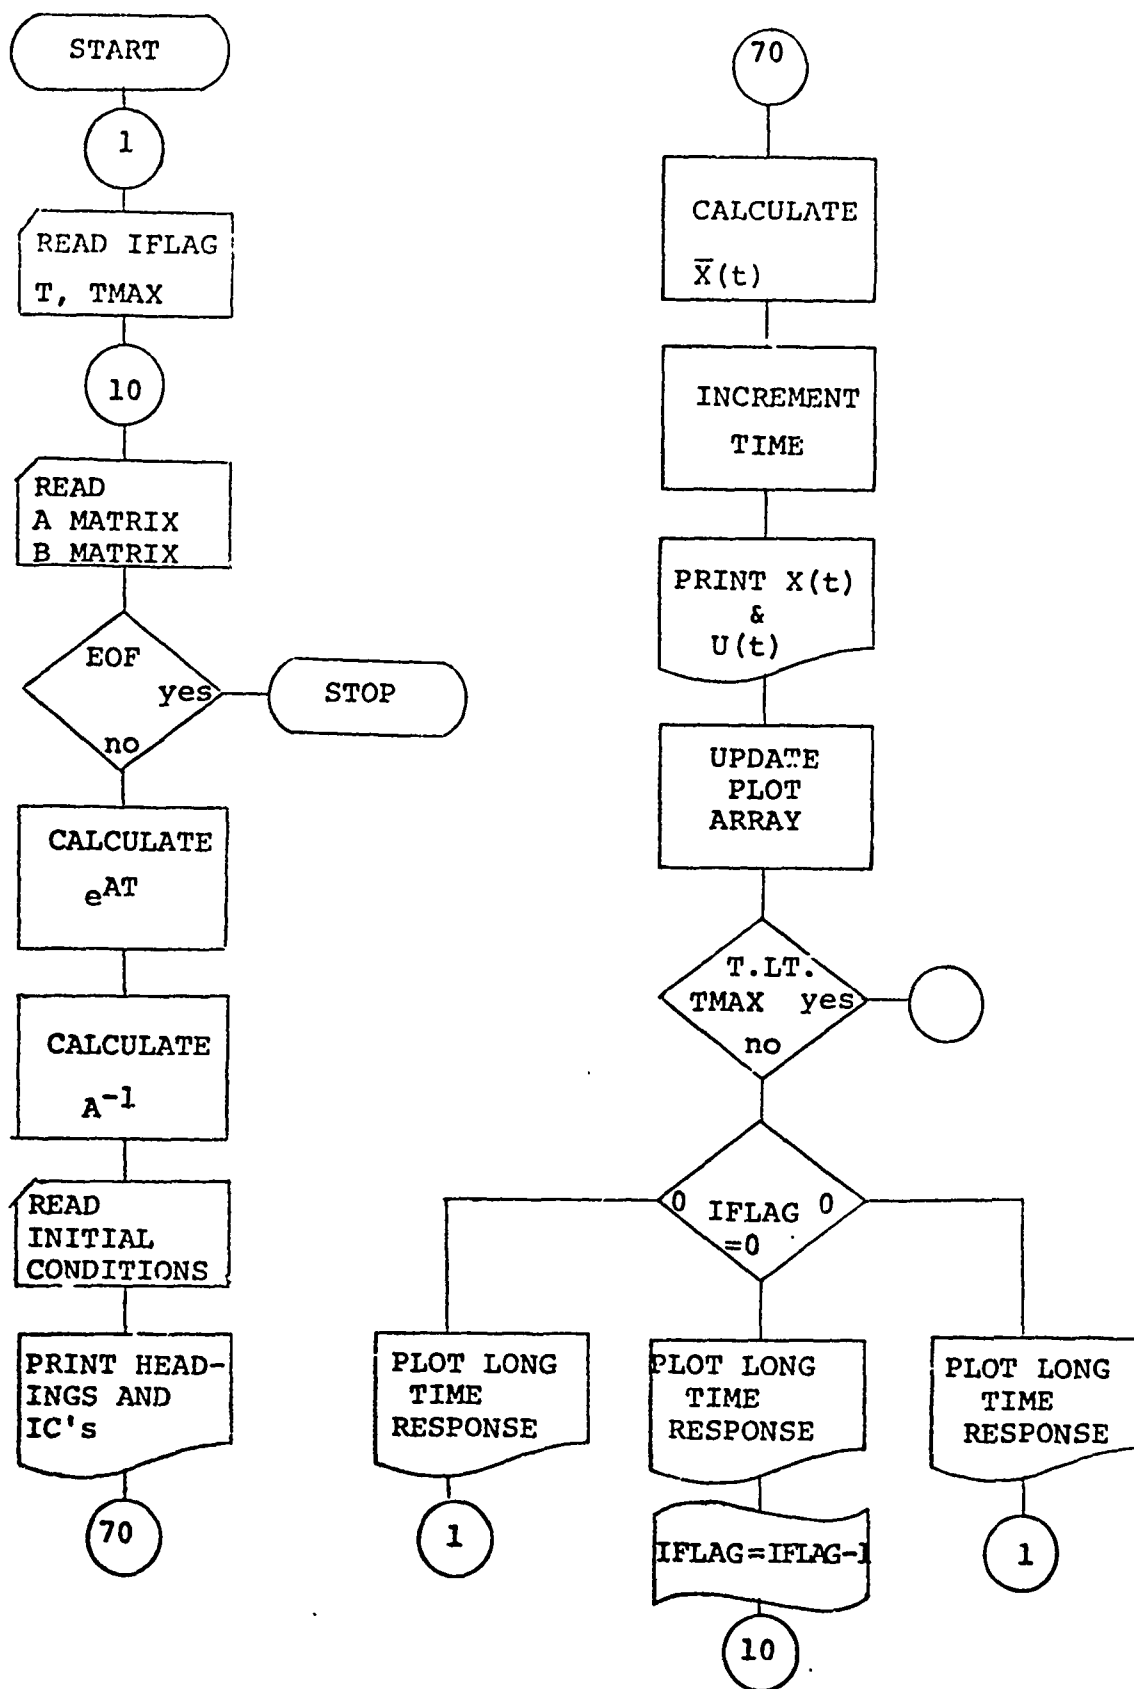 START
1
READ IFLAG
T, TMAX
10
READ
A MATRIX
B MATRIX
EOF
yes
no
STOP
CALCULATE
e^AT
CALCULATE
A^-1
READ
INITIAL
CONDITIONS
PRINT HEAD-
INGS AND
IC's
70
70
CALCULATE
X̅(t)
INCREMENT
TIME
PRINT X(t)
&
U(t)
UPDATE
PLOT
ARRAY
T.LT.
TMAX yes
no
0 IFLAG 0
=0
PLOT LONG
TIME
RESPONSE
1
PLOT LONG
TIME
RESPONSE
IFLAG=IFLAG-1
10
PLOT LONG
TIME
RESPONSE
1